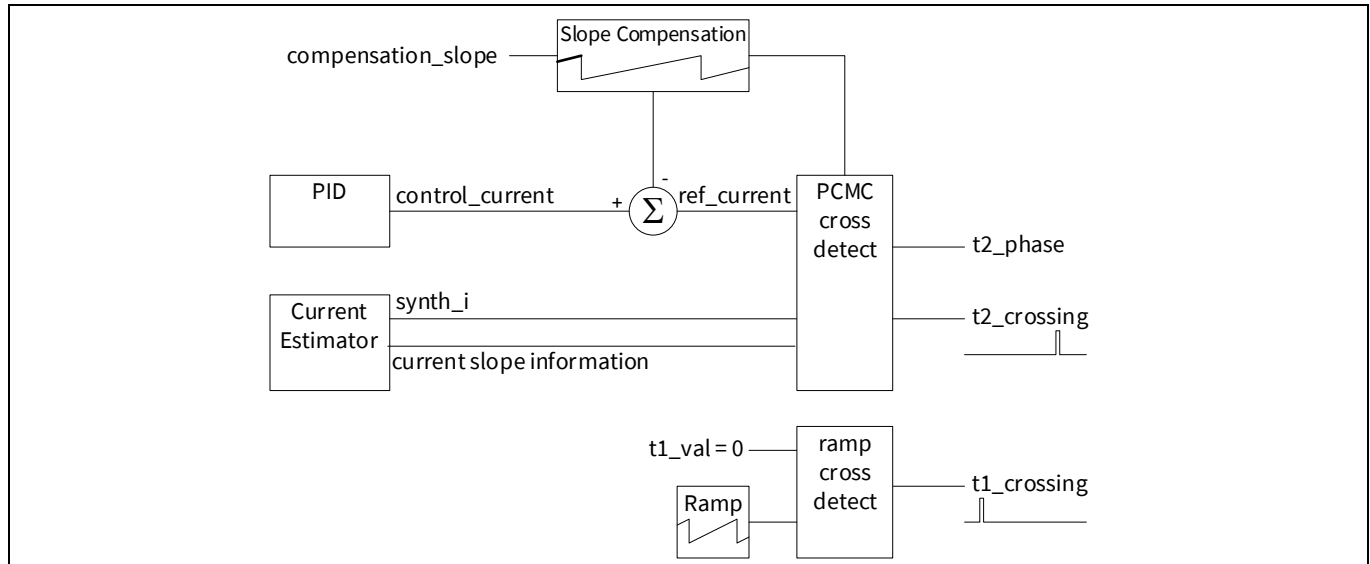 Slope Compensation
compensation_slope
-
PID
control_current
+
Σ
ref_current
PCMC
cross
detect
t2_phase
Current
Estimator
synth_i
current slope information
t2_crossing
t1_val = 0
ramp
cross
detect
Ramp
t1_crossing